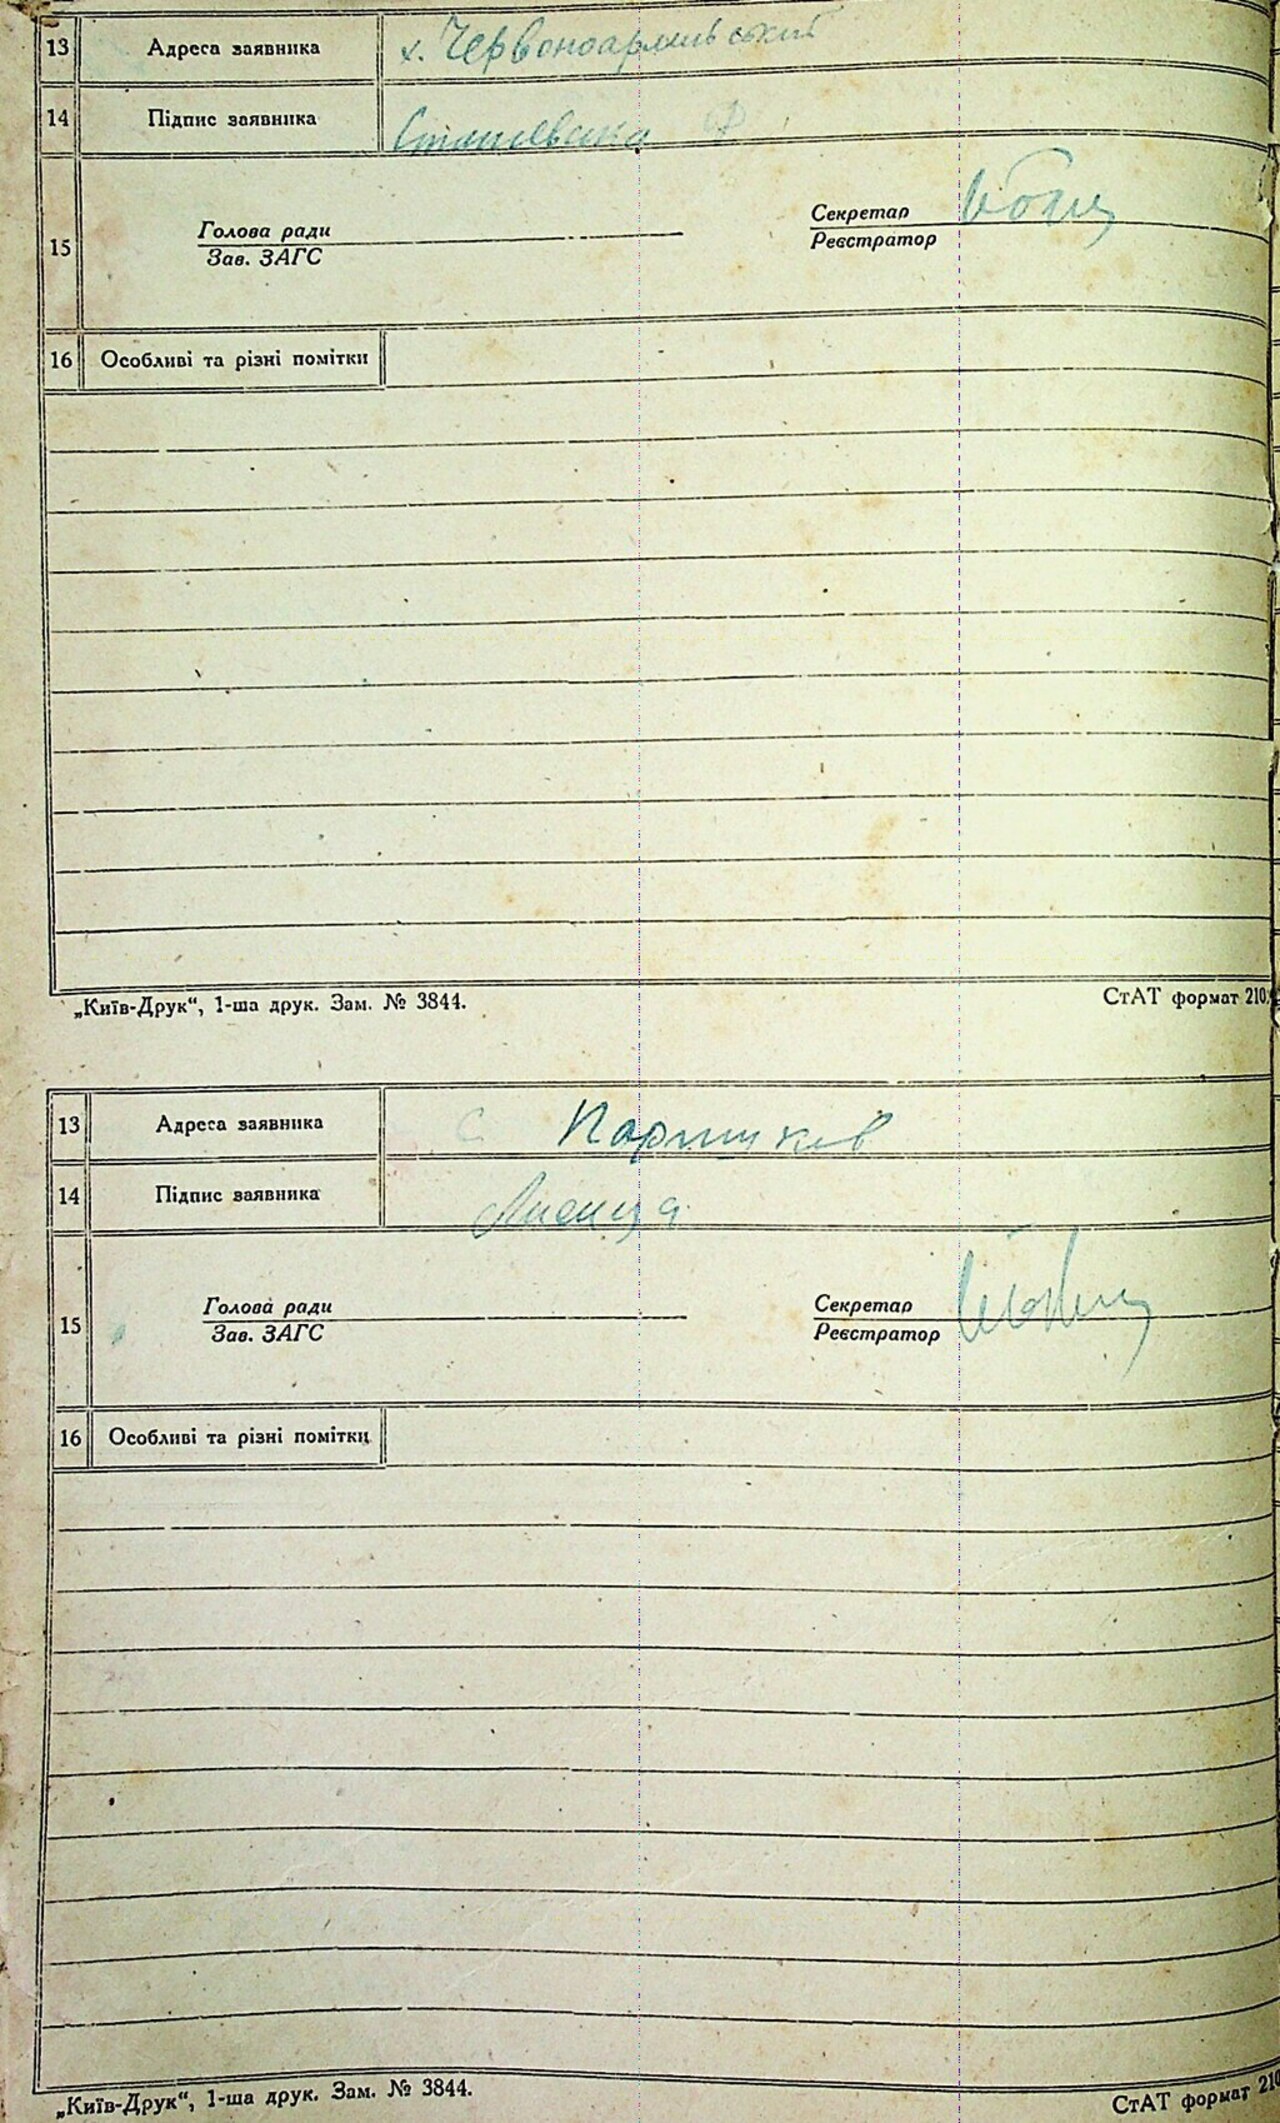 13 Адреса заявника х. Червоноармивський
14 Підпис заявника Сташевська Ф
15 Голова ради Секретар
Зав. ЗАГС Реєстратор
16 Особливі та різні помітки
„Київ-Друк“, 1-ша друк. Зам. № 3844. СтАТ формат 210.
13 Адреса заявника с. Паришків
14 Підпис заявника
15 Голова ради Секретар
Зав. ЗАГС Реєстратор
16 Особливі та різні помітки
„Київ-Друк“, 1-ша друк. Зам. № 3844. СтАТ формат 210